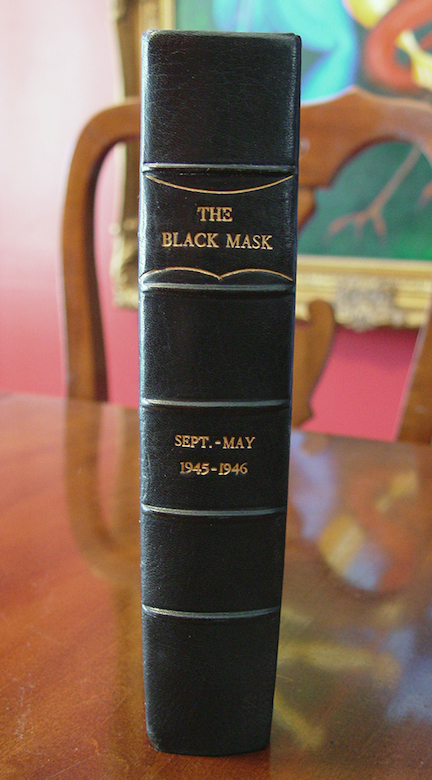 THE
BLACK MASK
SEPT.-MAY
1945-1946